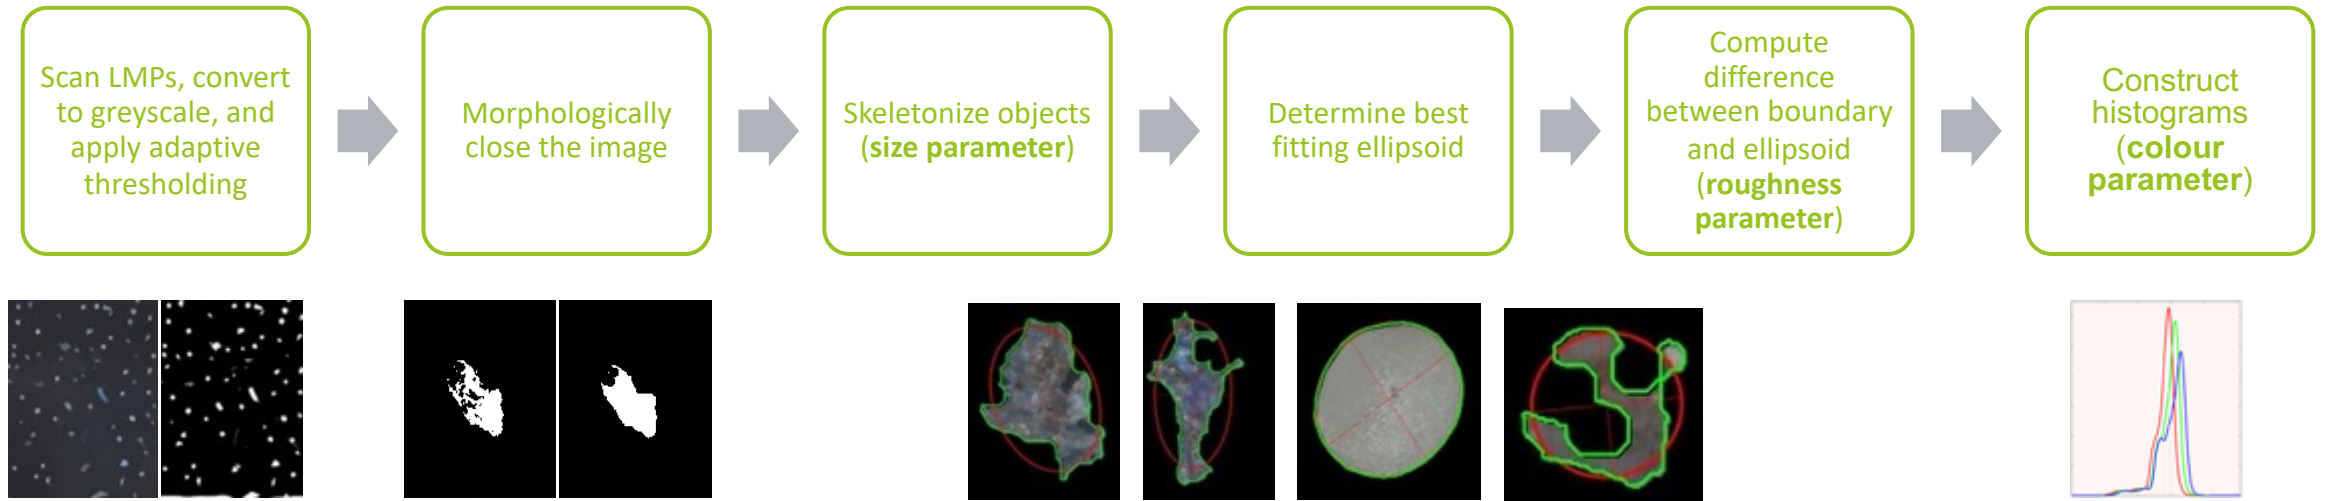 Scan LMPs, convert
to greyscale, and
apply adaptive
thresholding
Morphologically
close the image
Skeletonize objects
(size parameter)
Determine best
fitting ellipsoid
Compute
difference
between boundary
and ellipsoid
(roughness
parameter)
Construct
histograms
(colour
parameter)